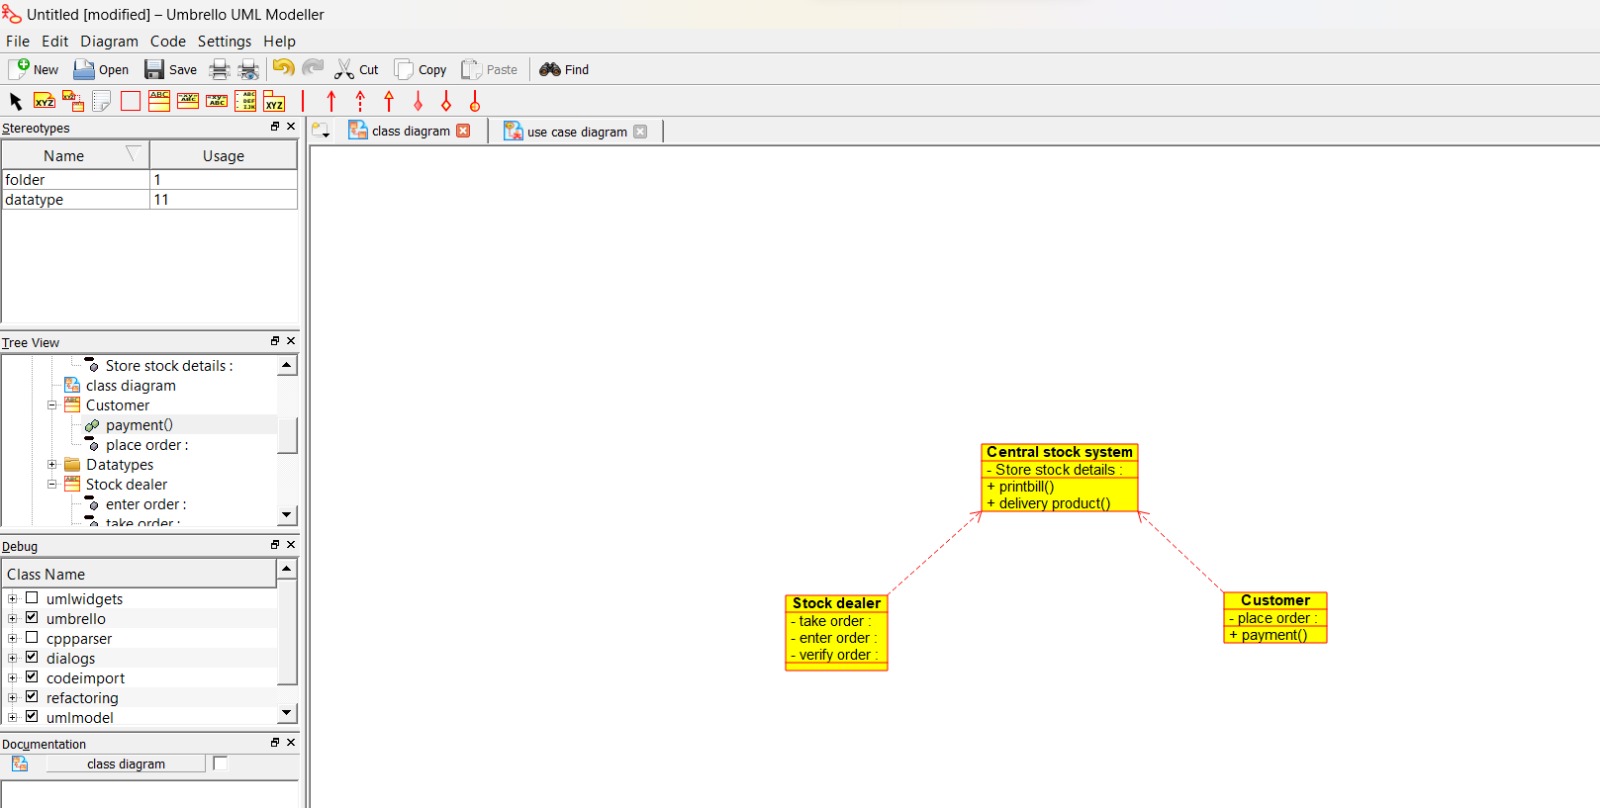 Untitled [modified] – Umbrello UML Modeller
File Edit Diagram Code Settings Help
New Open Save Cut Copy Paste Find
XYZ ABC XYZ
Stereotypes
class diagram use case diagram
Name Usage
folder 1
datatype 11
Tree View
Store stock details :
class diagram
Customer
payment()
place order :
Datatypes
Stock dealer
enter order :
take order :
Debug
Class Name
umlwidgets
umbrello
cppparser
dialogs
codeimport
refactoring
umlmodel
Documentation
class diagram
Central stock system
- Store stock details :
+ printbill()
+ delivery product()
Stock dealer
- take order :
- enter order :
- verify order :
Customer
- place order :
+ payment()